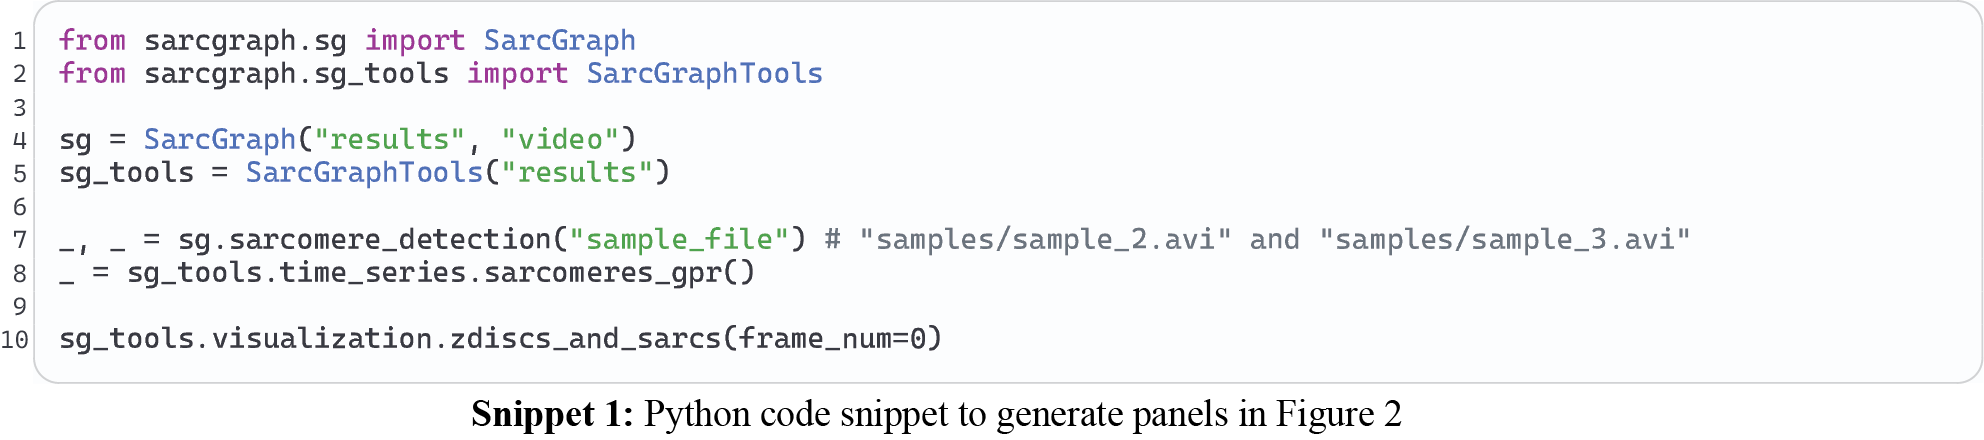 1 from sarcgraph.sg import SarcGraph
2 from sarcgraph.sg_tools import SarcGraphTools
3
4 sg = SarcGraph("results", "video")
5 sg_tools = SarcGraphTools("results")
6
7 _, _ = sg.sarcomere_detection("sample_file") # "samples/sample_2.avi" and "samples/sample_3.avi"
8 _ = sg_tools.time_series.sarcomeres_gpr()
9
10 sg_tools.visualization.zdiscs_and_sarcs(frame_num=0)
Snippet 1: Python code snippet to generate panels in Figure 2